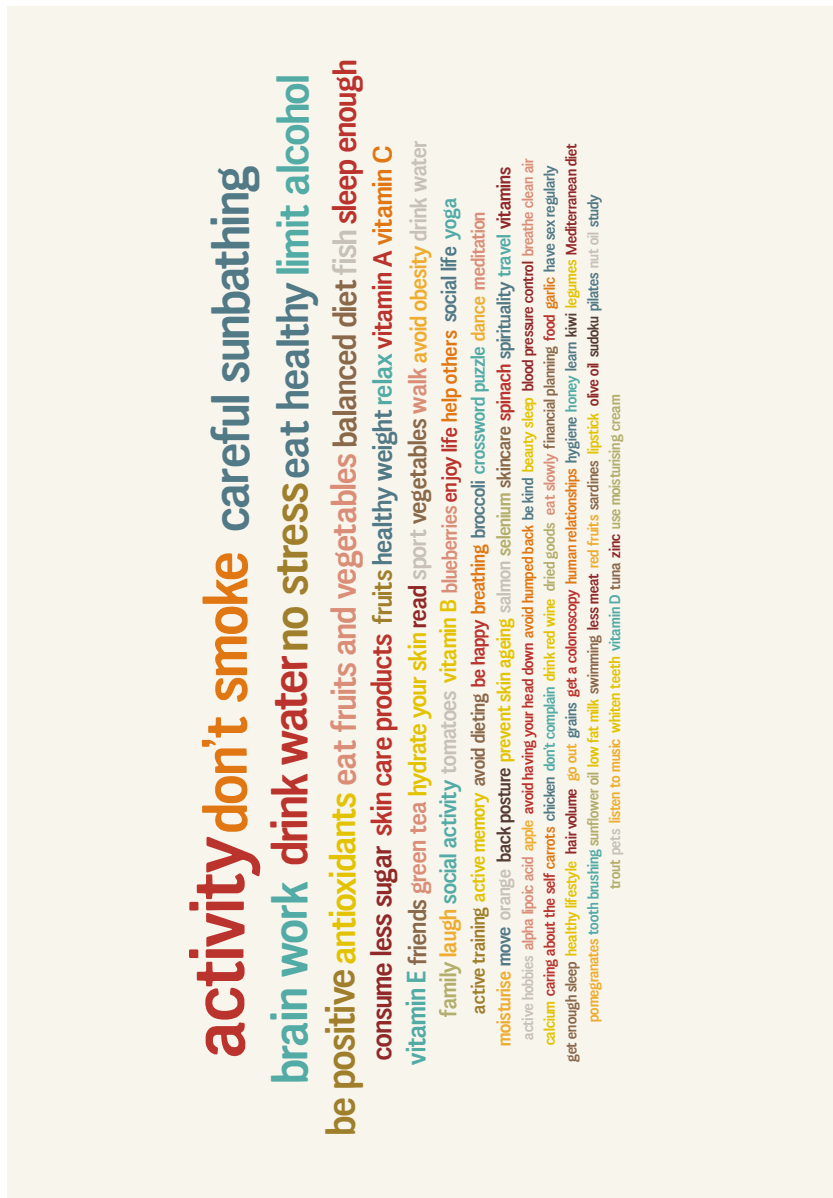 activity don't smoke careful sunbathing
brain work drink water no stress eat healthy limit alcohol
be positive antioxidants eat fruits and vegetables balanced diet fish sleep enough
consume less sugar skin care products fruits healthy weight relax vitamin A vitamin C
vitamin E friends green tea hydrate your skin read sport vegetables walk avoid obesity drink water
family laugh social activity tomatoes vitamin B blueberries enjoy life help others social life yoga
active training active memory avoid dieting be happy breathing broccoli crossword puzzle dance meditation
moisturise move orange back posture prevent skin ageing salmon selenium skincare spinach spirituality travel vitamins
active hobbies alpha lipoic acid apple avoid having your head down avoid humped back be kind beauty sleep blood pressure control breathe clean air
calcium caring about the self carrots chicken don't complain drink red wine dried goods eat slowly financial planning food garlic have sex regularly
get enough sleep healthy lifestyle hair volume go out grains get a colonoscopy human relationships hygiene honey learn kiwi legumes Mediterranean diet
pomegranates tooth brushing sunflower oil low fat milk swimming less meat red fruits sardines lipstick olive oil sudoku pilates nut oil study
trout pets listen to music whiten teeth vitamin D tuna zinc use moisturising cream